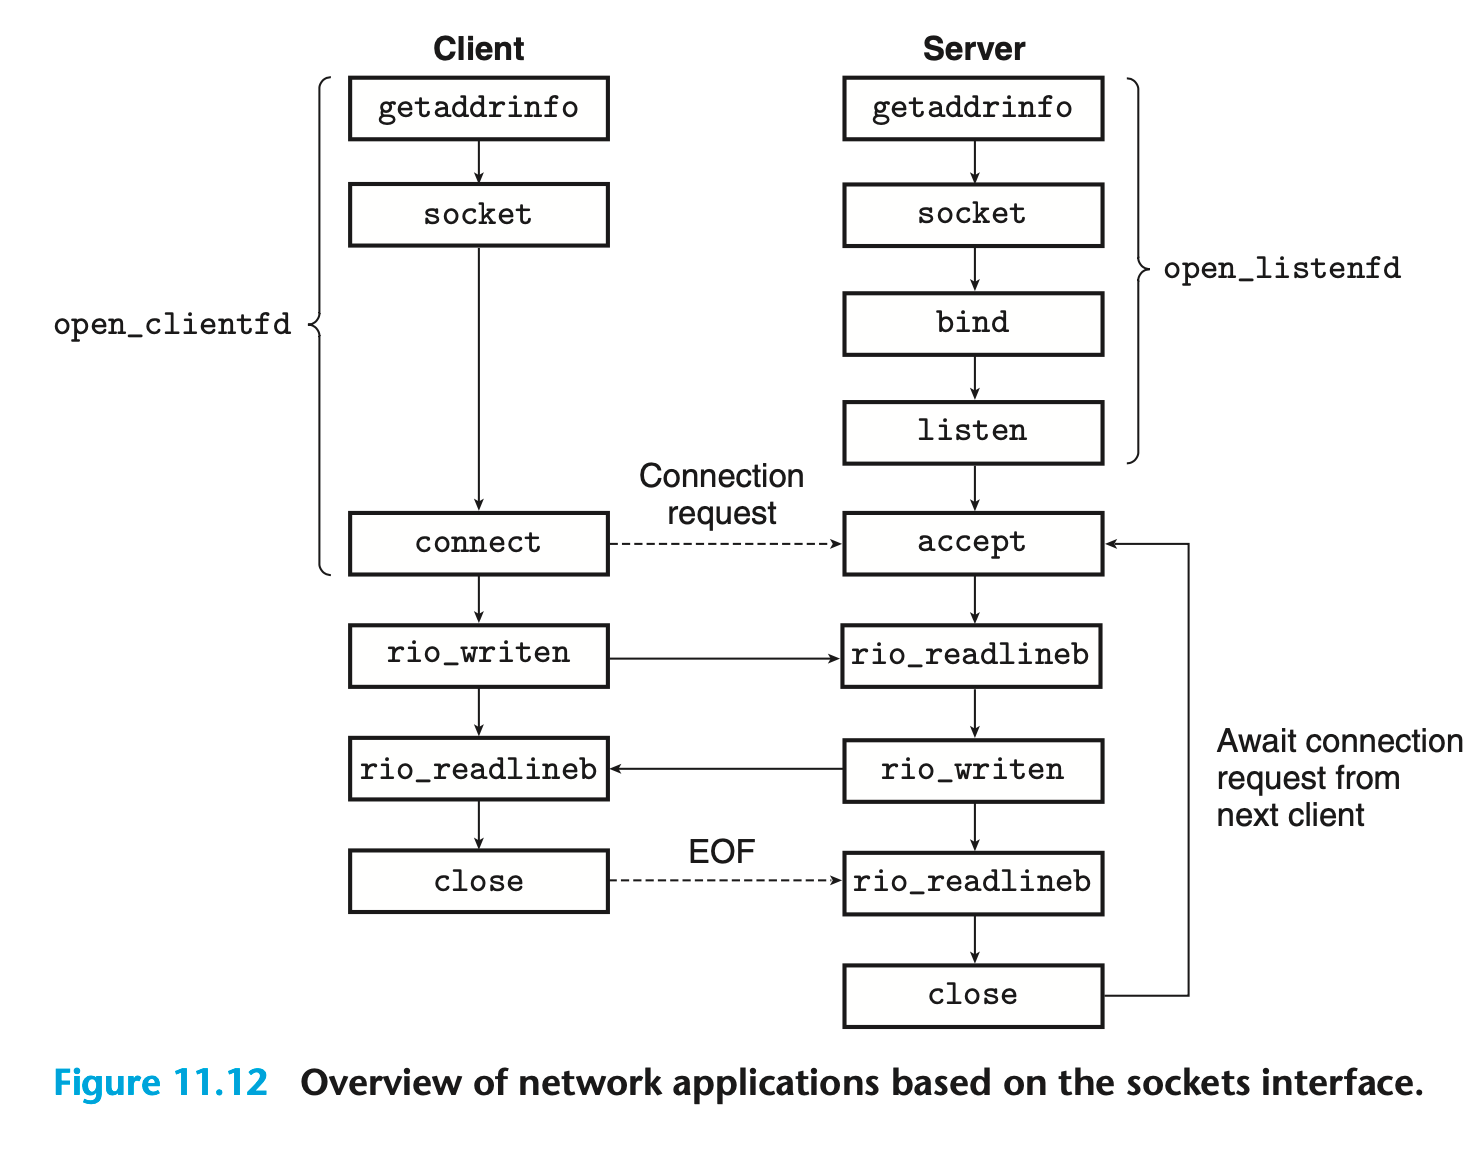 Client
Server
getaddrinfo
getaddrinfo
socket
socket
open_listenfd
bind
open_clientfd
listen
Connection
request
connect
accept
rio_writen
rio_readlineb
Await connection
request from
next client
rio_readlineb
rio_writen
EOF
close
rio_readlineb
close
Figure 11.12 Overview of network applications based on the sockets interface.